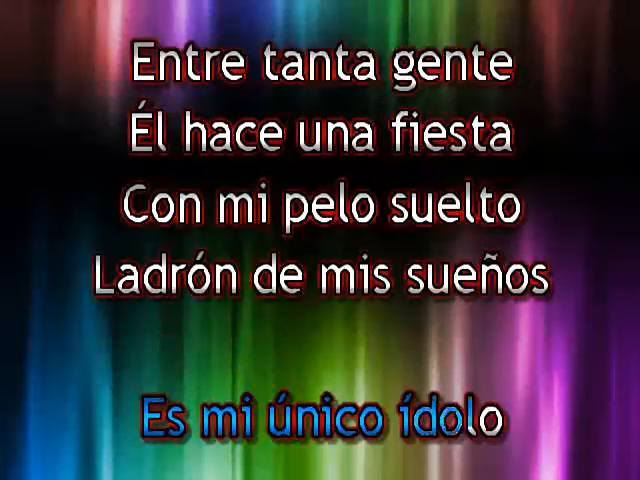 Entre tanta gente
Él hace una fiesta
Con mi pelo suelto
Ladrón de mis sueños
Es mi único ídolo